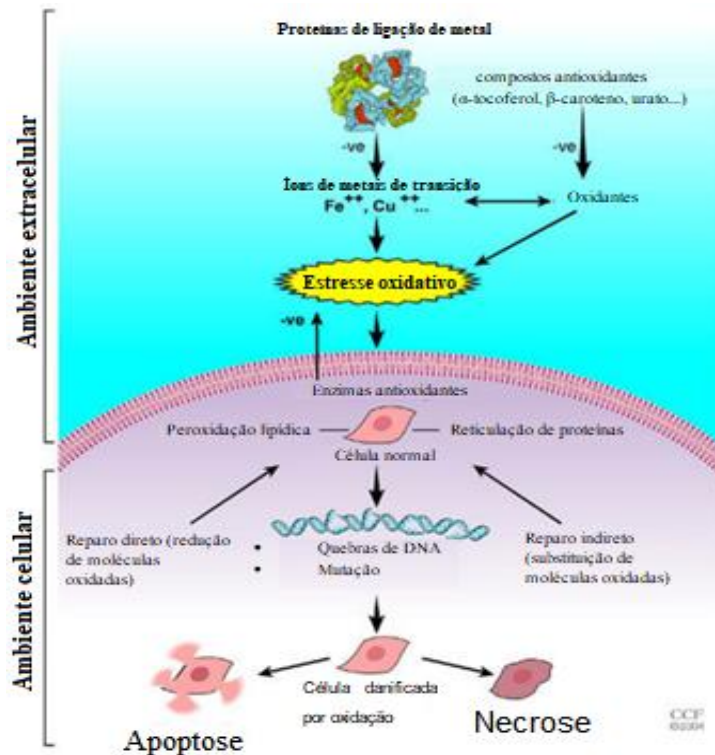 Proteínas de ligação de metal
compostos antioxidantes
(α-tocoferol, β-caroteno, urato...)
-ve
-ve
Íons de metais de transição
Fe++, Cu ++...
Oxidantes
Estresse oxidativo
-ve
Enzimas antioxidantes
Peroxidação lipídica
Reticulação de proteínas
Célula normal
Reparo direto (redução
de moléculas
oxidadas)
• Quebras de DNA
• Mutação
Reparo indireto
(substituição de
moléculas oxidadas)
Célula danificada
por oxidação
Apoptose
Necrose
Ambiente extracelular
Ambiente celular
CCF
©2004